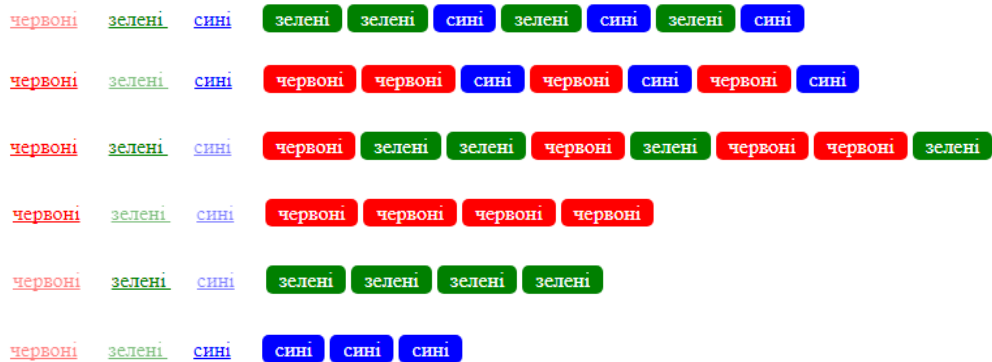 червоні зелені сині зелені зелені сині зелені сині зелені сині
червоні зелені сині червоні червоні сині червоні сині червоні сині
червоні зелені сині червоні зелені зелені червоні зелені червоні червоні зелені
червоні зелені сині червоні червоні червоні червоні
червоні зелені сині зелені зелені зелені зелені
червоні зелені сині сині сині сині